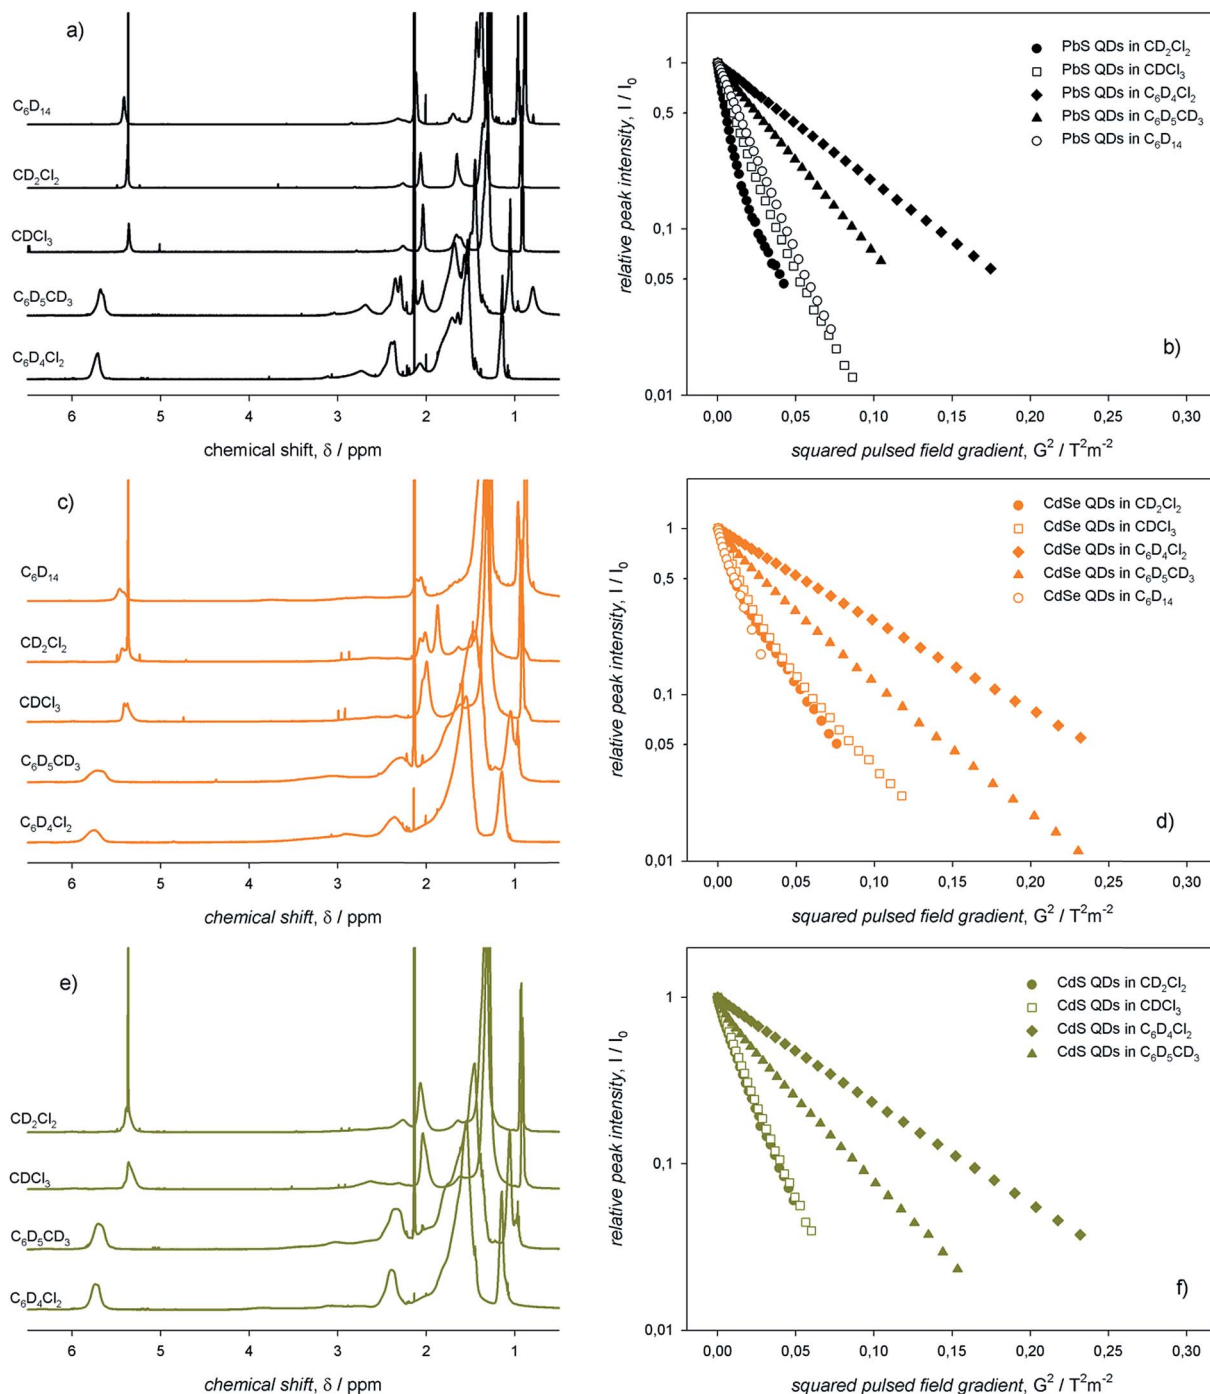 a)
C₆D₁₄
CD₂Cl₂
CDCl₃
C₆D₅CD₃
C₆D₄Cl₂
6 5 4 3 2 1
chemical shift, δ / ppm
relative peak intensity, I / I₀
PbS QDs in CD₂Cl₂
PbS QDs in CDCl₃
PbS QDs in C₆D₄Cl₂
PbS QDs in C₆D₅CD₃
PbS QDs in C₆D₁₄
1
0,5
0,1
0,05
0,01
b)
0,00 0,05 0,10 0,15 0,20 0,25 0,30
squared pulsed field gradient, G² / T²m⁻²
c)
C₆D₁₄
CD₂Cl₂
CDCl₃
C₆D₅CD₃
C₆D₄Cl₂
6 5 4 3 2 1
chemical shift, δ / ppm
relative peak intensity, I / I₀
CdSe QDs in CD₂Cl₂
CdSe QDs in CDCl₃
CdSe QDs in C₆D₄Cl₂
CdSe QDs in C₆D₅CD₃
CdSe QDs in C₆D₁₄
1
0,5
0,1
0,05
0,01
d)
0,00 0,05 0,10 0,15 0,20 0,25 0,30
squared pulsed field gradient, G² / T²m⁻²
e)
CD₂Cl₂
CDCl₃
C₆D₅CD₃
C₆D₄Cl₂
6 5 4 3 2 1
chemical shift, δ / ppm
relative peak intensity, I / I₀
CdS QDs in CD₂Cl₂
CdS QDs in CDCl₃
CdS QDs in C₆D₄Cl₂
CdS QDs in C₆D₅CD₃
1
0,1
0,01
f)
0,00 0,05 0,10 0,15 0,20 0,25 0,30
squared pulsed field gradient, G² / T²m⁻²